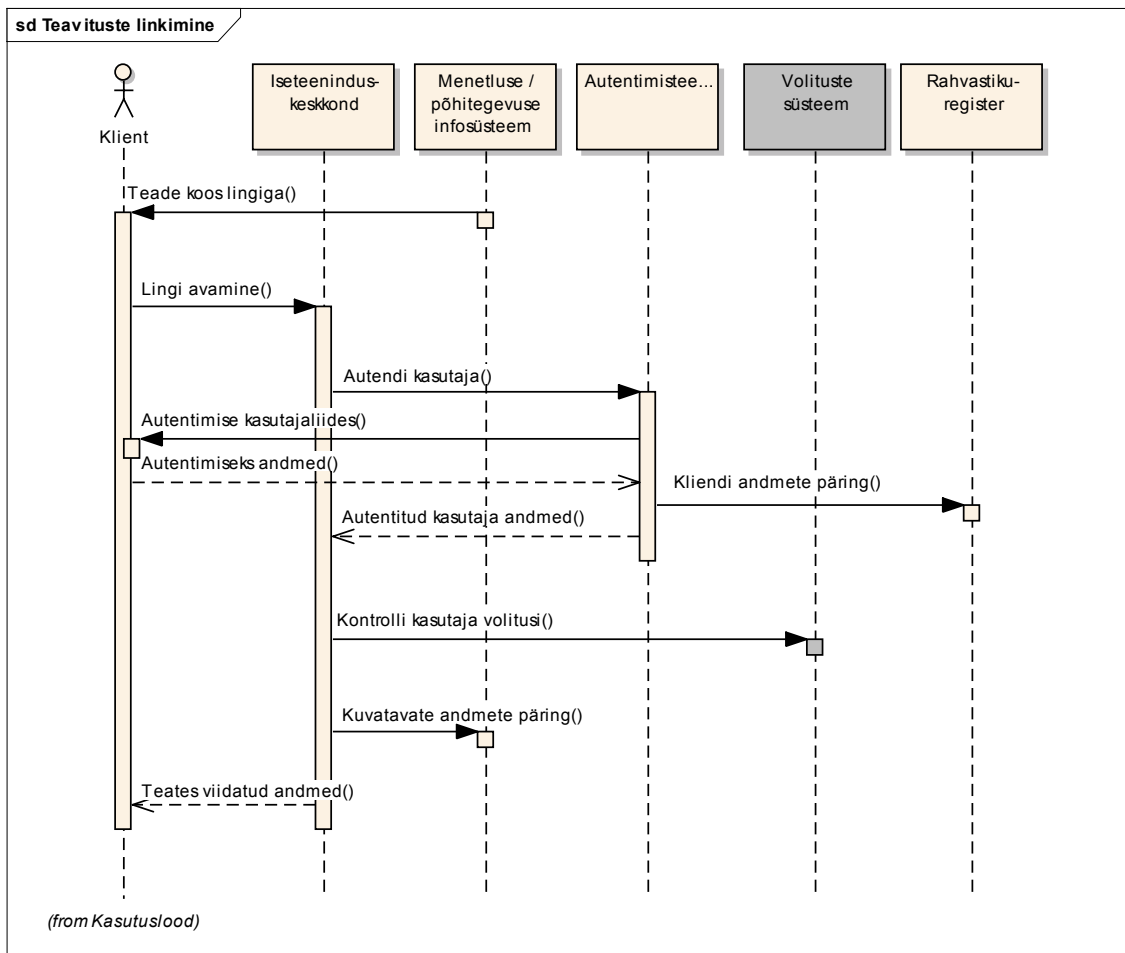 sd Teavituste linkimine
Klient
Iseteenindus-
keskkond
Menetluse /
põhitegevuse
infosüsteem
Autentimistee...
Volituste
süsteem
Rahvastiku-
register
Teade koos lingiga()
Lingi avamine()
Autendi kasutaja()
Autentimise kasutajaliides()
Autentimiseks andmed()
Kliendi andmete päring()
Autentitud kasutaja andmed()
Kontrolli kasutaja volitusi()
Kuvatavate andmete päring()
Teates viidatud andmed()
(from Kasutuslood)